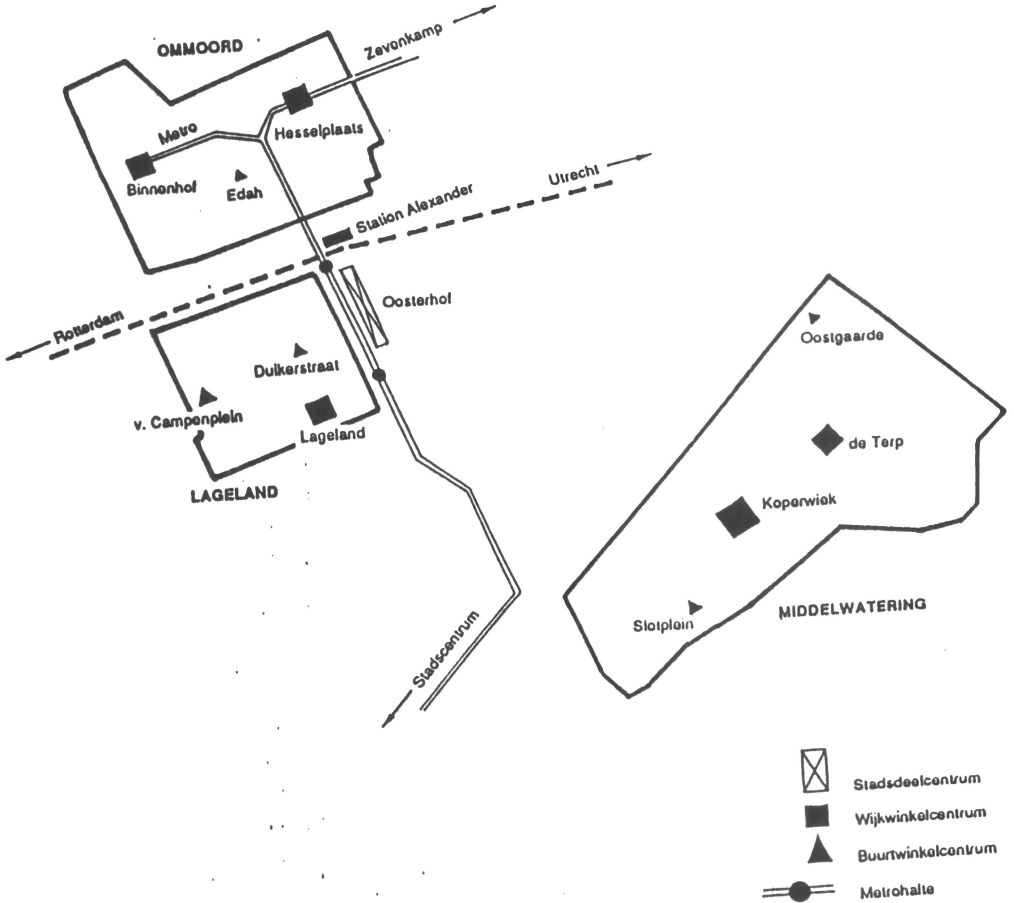 OMMOORD
Zevenkamp
Metro
Hesselplaats
Binnenhof
Edah
Utrecht
Station Alexander
Oosterhof
Rotterdam
Duikerstraat
v. Campenplein
Lageland
LAGELAND
Oostgaarde
de Terp
Koperwiek
Slotplein
MIDDELWATERING
Stadscentrum
Stadsdeelcentrum
Wijkwinkelcentrum
Buurtwinkelcentrum
Metrohalte